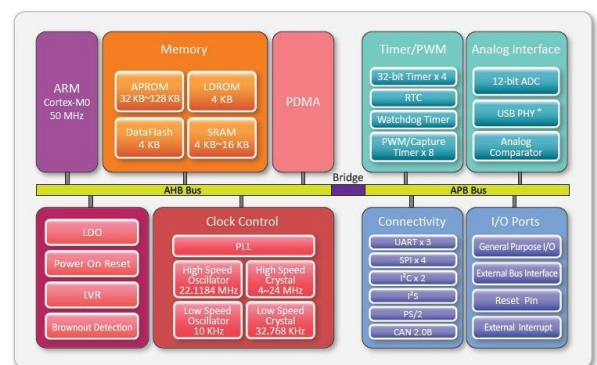 ARM
Cortex-M0
50 MHz
Memory
APROM
32 KB~128 KB
LDROM
4 KB
DataFlash
4 KB
SRAM
4 KB~16 KB
PDMA
Timer/PWM
32-bit Timer x 4
RTC
Watchdog Timer
PWM/Capture
Timer x 8
Analog Interface
12-bit ADC
USB PHY *
Analog
Comparator
AHB Bus
Bridge
APB Bus
LDO
Power On Reset
LVR
Brownout Detection
Clock Control
PLL
High Speed
Oscillator
22.1184 MHz
High Speed
Crystal
4~24 MHz
Low Speed
Oscillator
10 KHz
Low Speed
Crystal
32.768 KHz
Connectivity
UART x 3
SPI x 4
I²C x 2
I²S
PS/2
CAN 2.0B
I/O Ports
General Purpose I/O
External Bus Interface
Reset Pin
External Interrupt